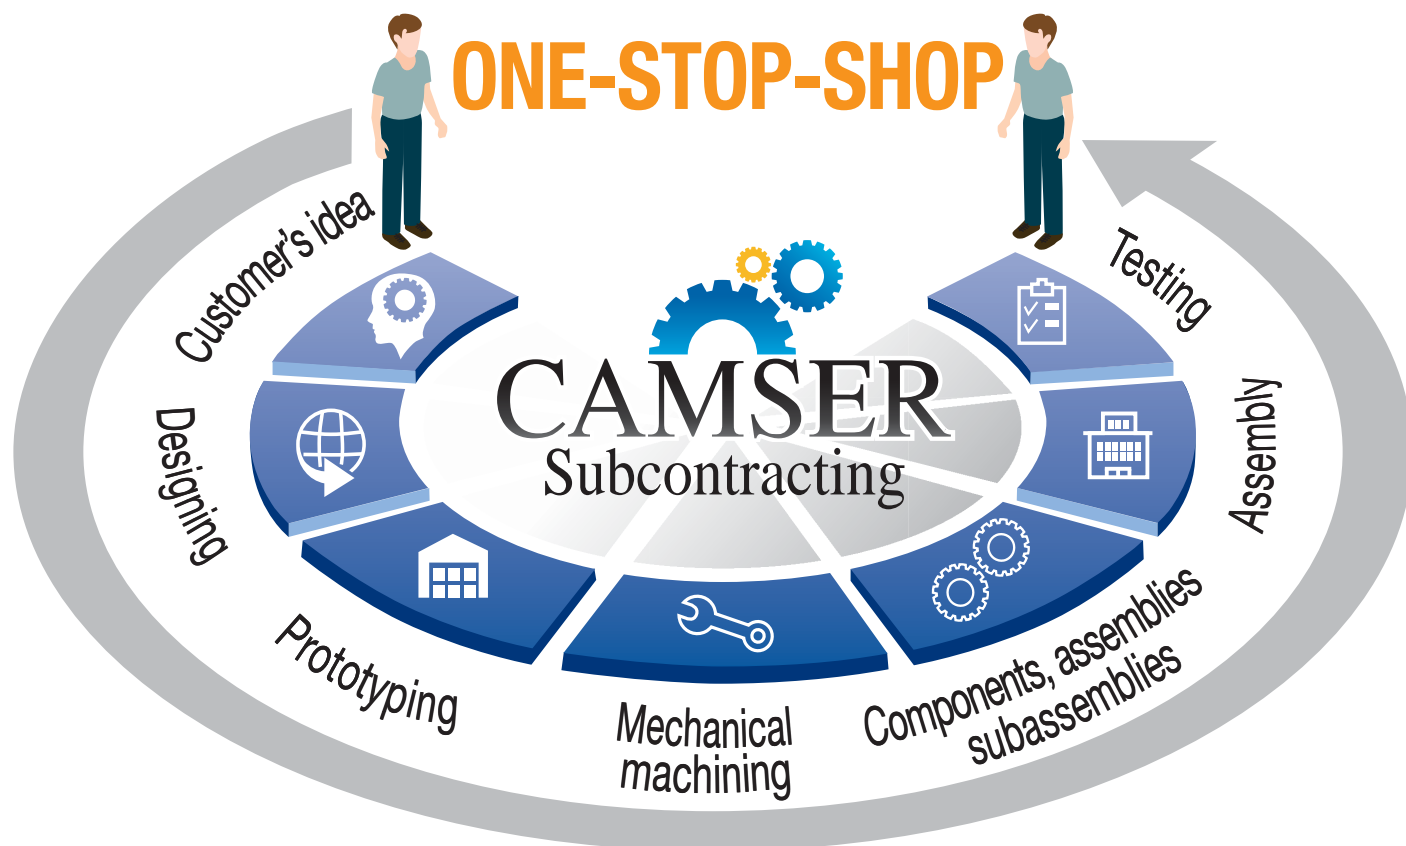 ONE-STOP-SHOP
Customer's idea
Designing
Prototyping
Mechanical
machining
Components, assemblies
subassemblies
Assembly
Testing
CAMSER
Subcontracting